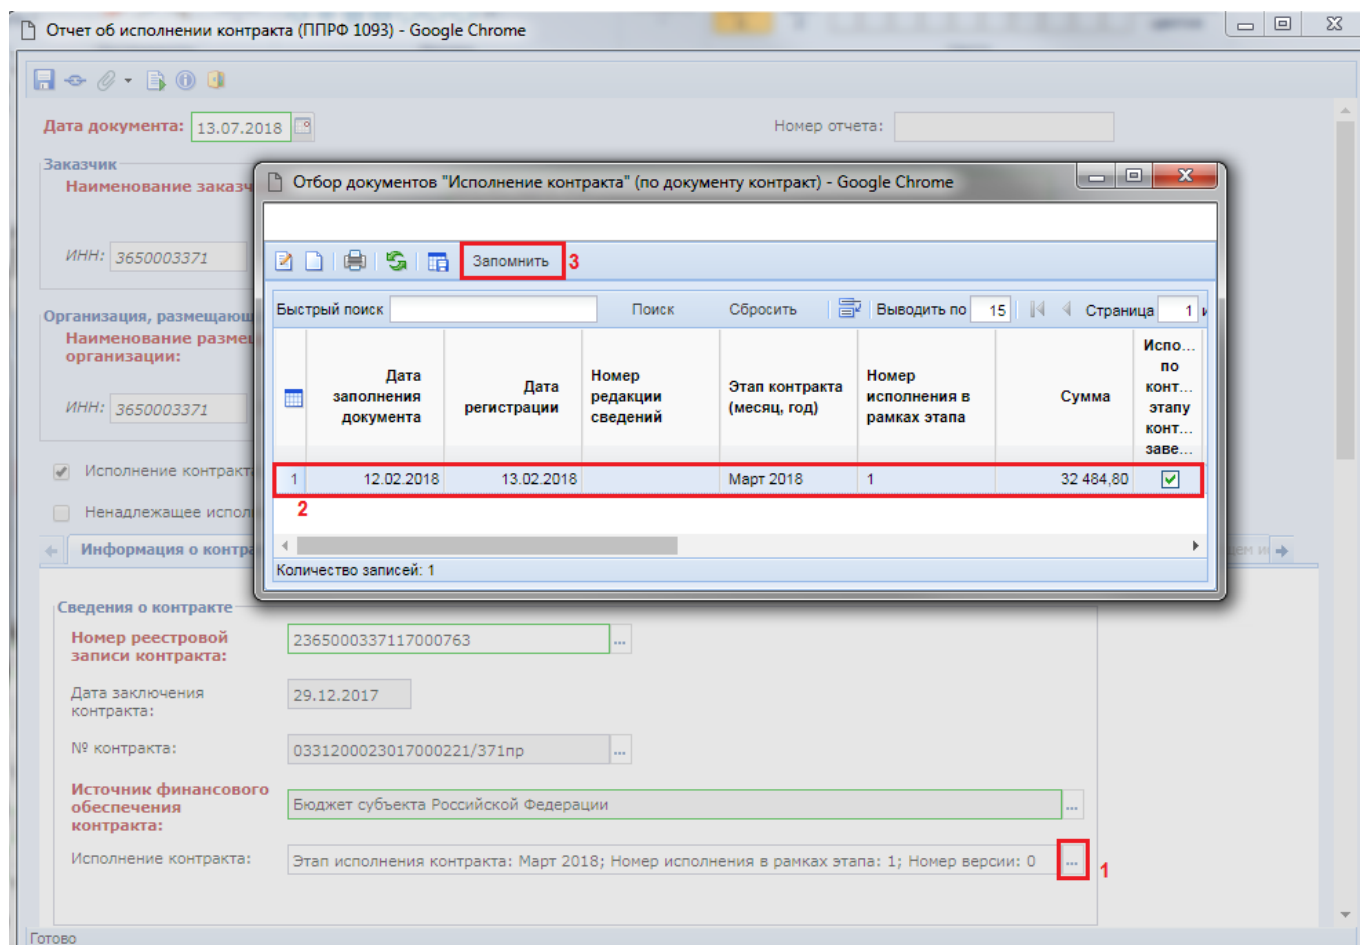 Отчет об исполнении контракта (ППРФ 1093) - Google Chrome
Дата документа: 13.07.2018
Номер отчета:
Заказчик
Наименование заказч
ИНН: 3650003371
Организация, размещающ
Наименование размещ
организации:
ИНН: 3650003371
Исполнение контракта
Ненадлежащее испол
Информация о контра
Отбор документов "Исполнение контракта" (по документу контракт) - Google Chrome
Запомнить 3
Быстрый поиск Поиск Сбросить Выводить по 15 Страница 1 и
Дата заполнения документа
Дата регистрации
Номер редакции сведений
Этап контракта (месяц, год)
Номер исполнения в рамках этапа
Сумма
Испо... по конт... этапу конт... заве...
1 12.02.2018 13.02.2018 Март 2018 1 32 484,80
2
Количество записей: 1
Сведения о контракте
Номер реестровой
записи контракта:
2365000337117000763 ...
Дата заключения
контракта:
29.12.2017
№ контракта: 0331200023017000221/371пр ...
Источник финансового
обеспечения
контракта:
Бюджет субъекта Российской Федерации ...
Исполнение контракта: Этап исполнения контракта: Март 2018; Номер исполнения в рамках этапа: 1; Номер версии: 0 ... 1
Готово